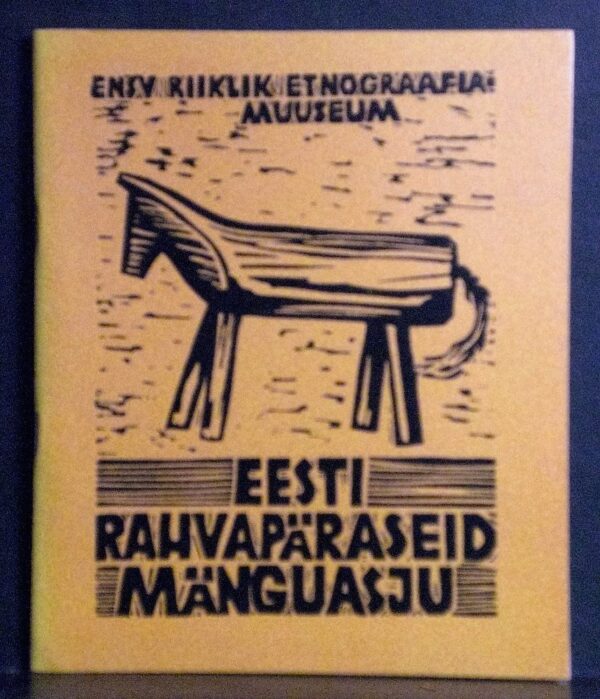 ENSV RIIKLIK ETNOGRAAFIA-
MUUSEUM
EESTI
RAHVAPÄRASEID
MÄNGUASJU